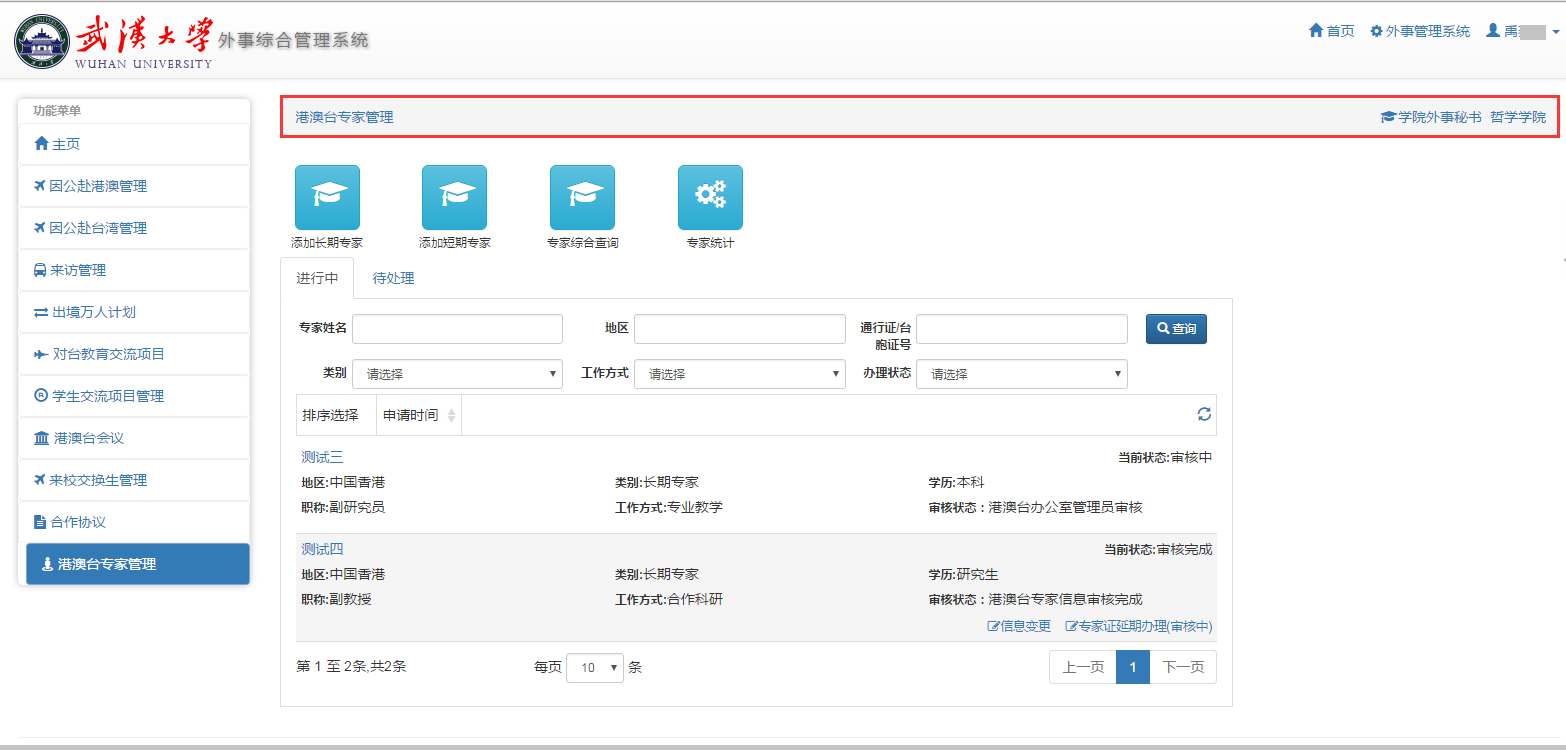 武漢大學
WUHAN UNIVERSITY
外事综合管理系统
首页 外事管理系统 禹
功能菜单
主页
因公赴港澳管理
因公赴台湾管理
来访管理
出境万人计划
对台教育交流项目
学生交流项目管理
港澳台会议
来校交换生管理
合作协议
港澳台专家管理
港澳台专家管理 学院外事秘书 哲学学院
添加长期专家 添加短期专家 专家综合查询 专家统计
进行中 待处理
专家姓名 地区 通行证/台
胞证号 查询
类别 请选择 工作方式 请选择 办理状态 请选择
排序选择 申请时间
测试三 当前状态:审核中
地区:中国香港 类别:长期专家 学历:本科
职称:副研究员 工作方式:专业教学 审核状态：港澳台办公室管理员审核
测试四 当前状态:审核完成
地区:中国香港 类别:长期专家 学历:研究生
职称:副教授 工作方式:合作科研 审核状态：港澳台专家信息审核完成
信息变更 专家证延期办理(审核中)
第 1 至 2条,共2条 每页 10 条 上一页 1 下一页